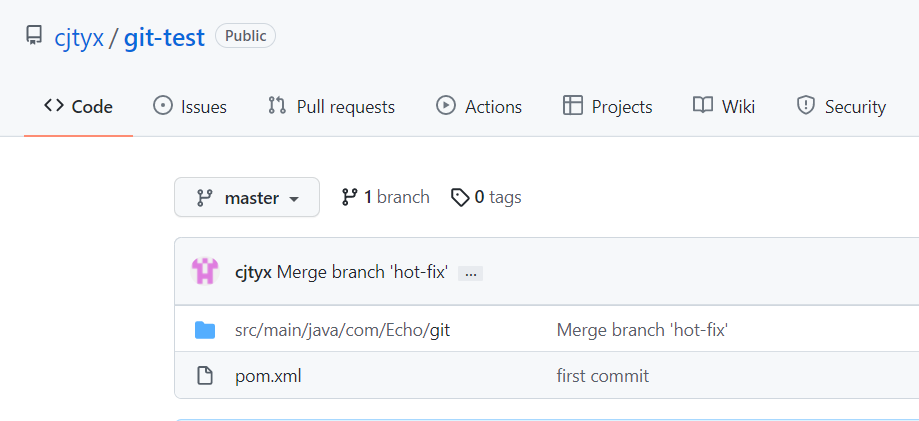 cjtyx / git-test Public
Code Issues Pull requests Actions Projects Wiki Security
master 1 branch 0 tags
cjtyx Merge branch 'hot-fix' ...
src/main/java/com/Echo/git Merge branch 'hot-fix'
pom.xml first commit